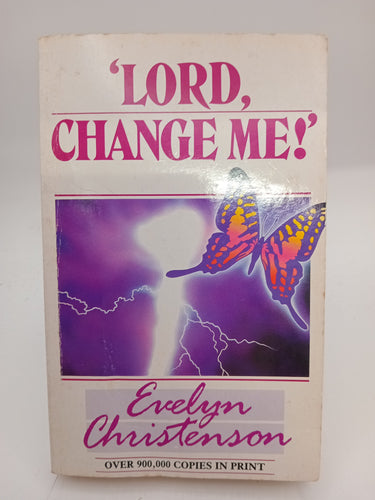 ‘LORD,
CHANGE ME!’
Evelyn
Christenson
OVER 900,000 COPIES IN PRINT